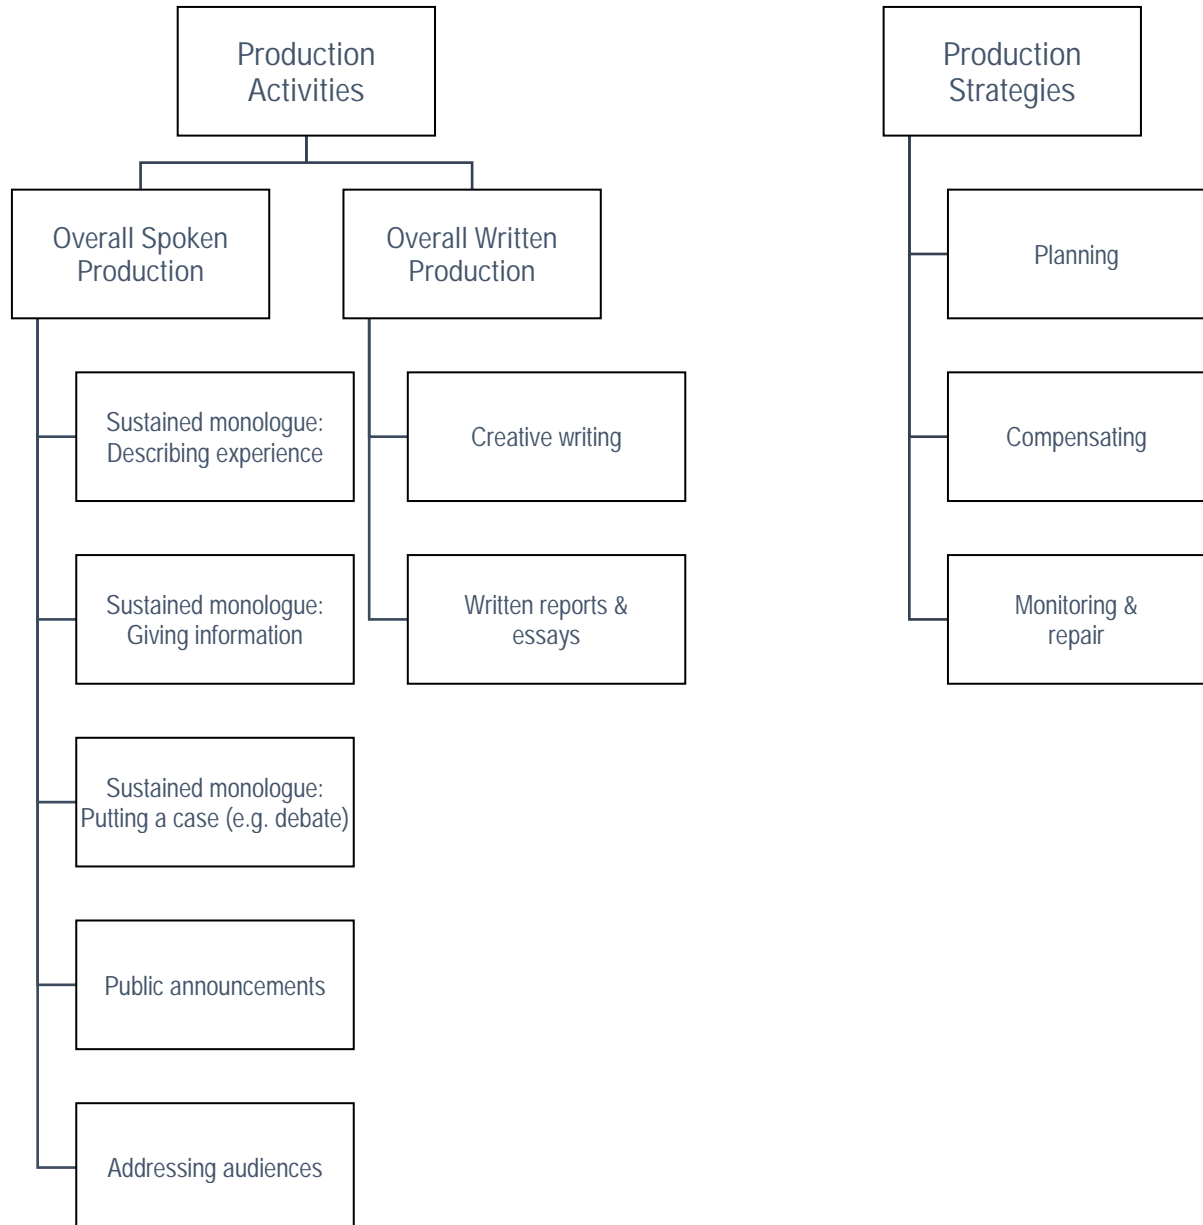 Production
Activities
Production
Strategies
Overall Spoken
Production
Overall Written
Production
Planning
Sustained monologue:
Describing experience
Creative writing
Compensating
Sustained monologue:
Giving information
Written reports &
essays
Monitoring &
repair
Sustained monologue:
Putting a case (e.g. debate)
Public announcements
Addressing audiences